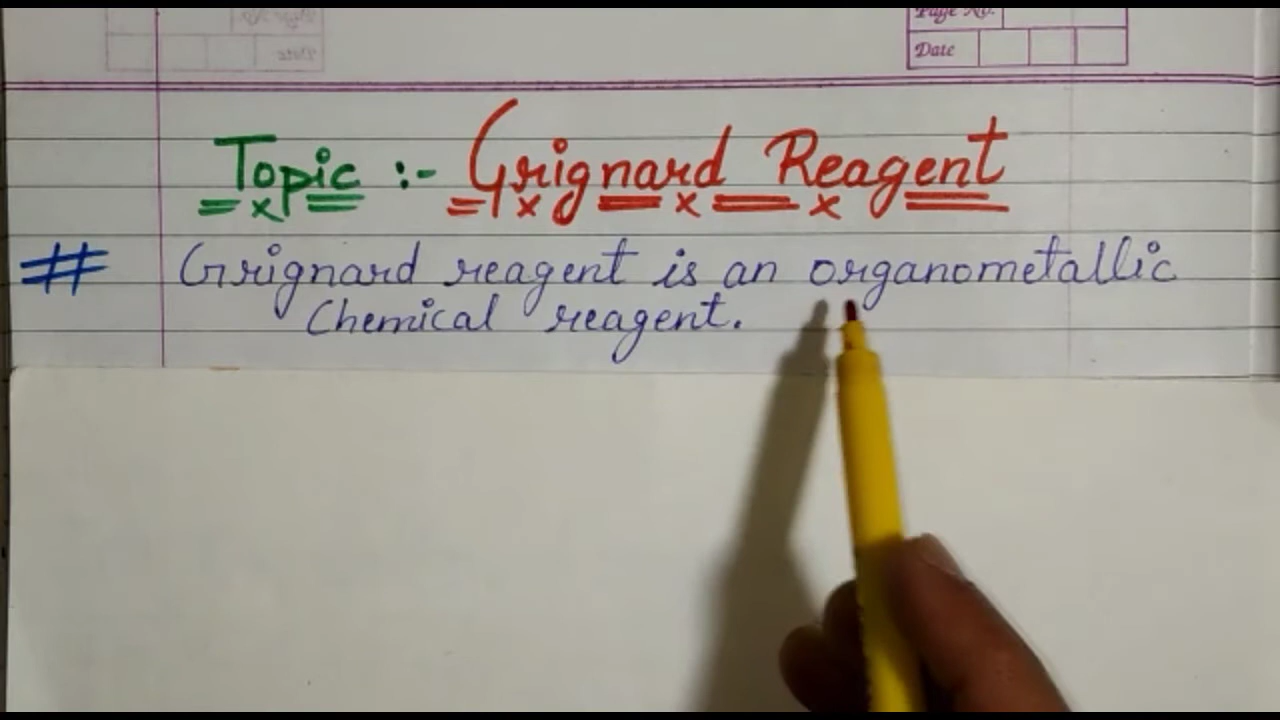 Page No.
Date
Topic :- Grignard Reagent
# Grignard reagent is an organometallic
Chemical reagent.